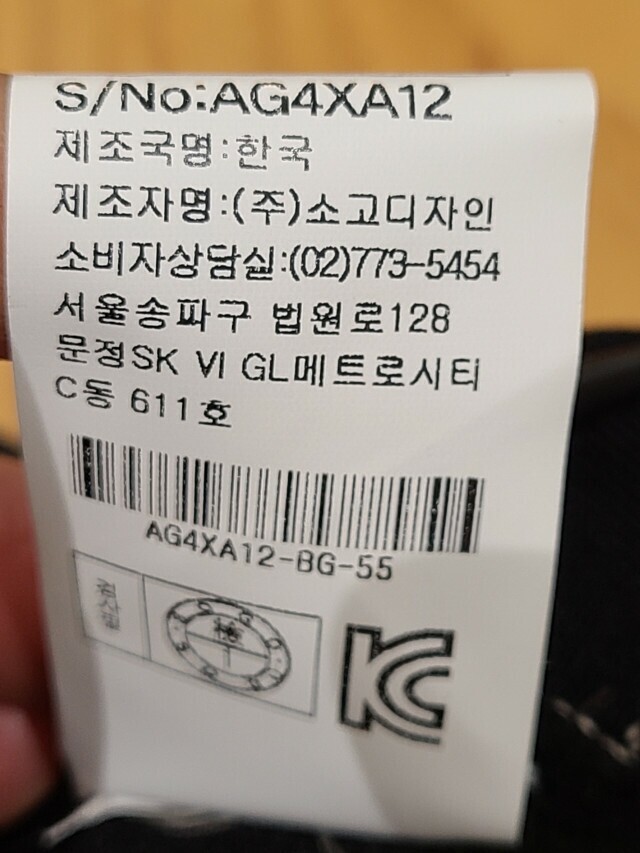 S/No:AG4XA12
제조국명:한국
제조자명:(주)소고디자인
소비자상담실:(02)773-5454
서울송파구 법원로128
문정SK VI GL메트로시티
C동 611호
AG4XA12-BG-55
검사필
KC